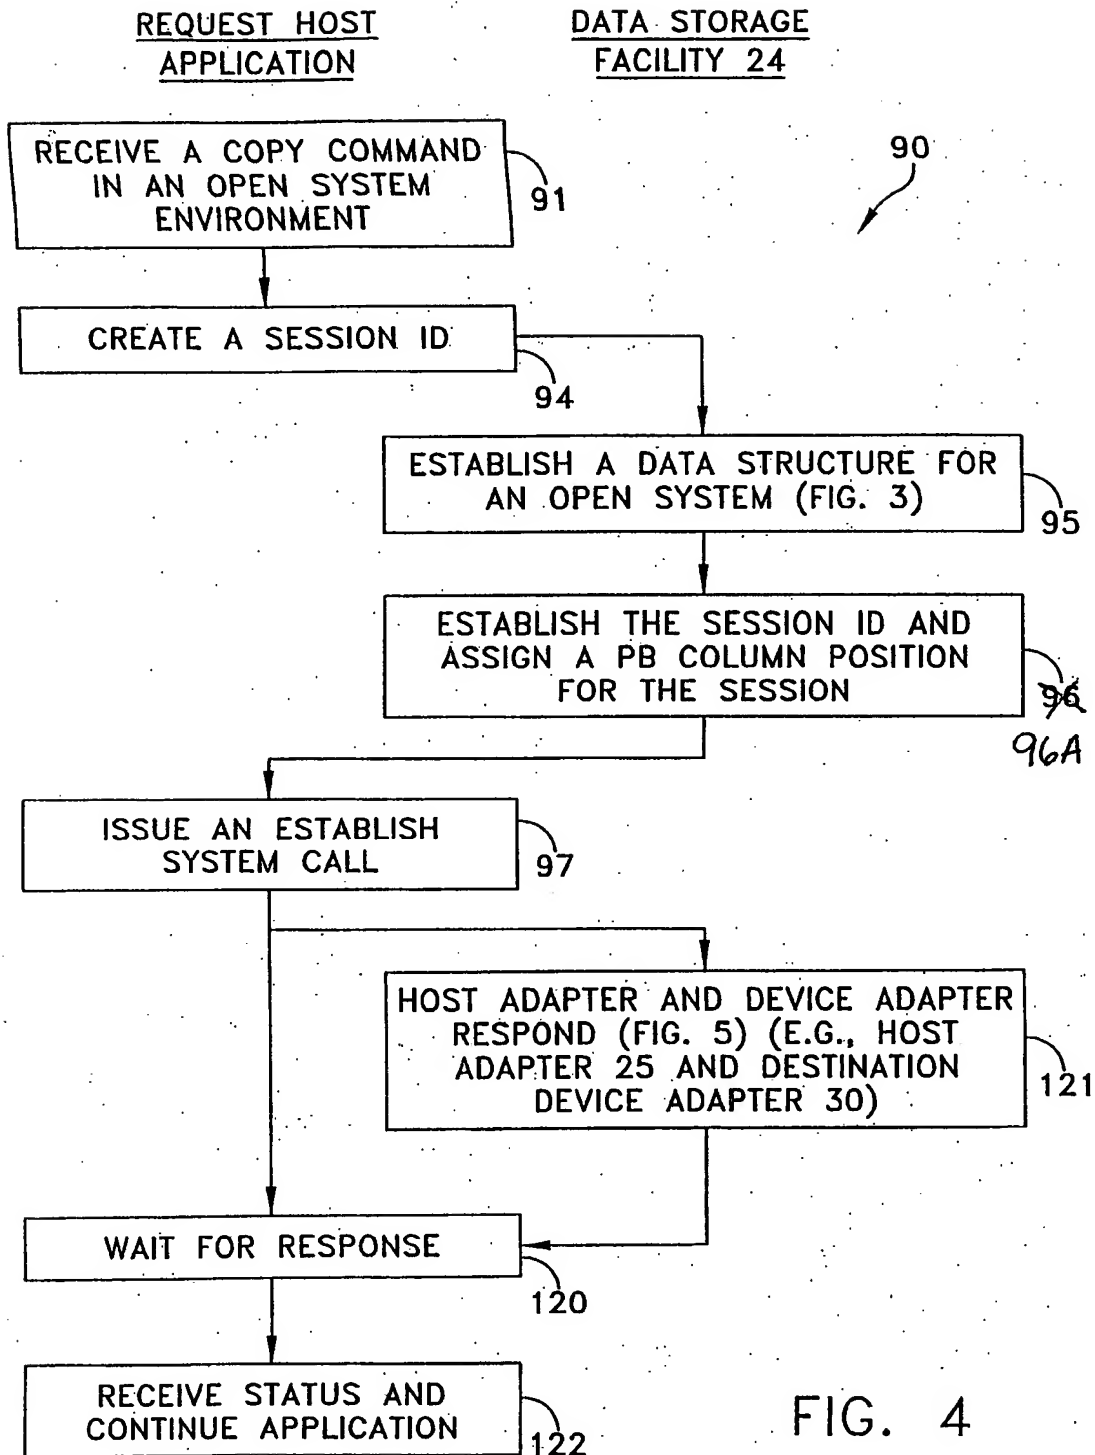 REQUEST HOST
APPLICATION
DATA STORAGE
FACILITY 24
90
RECEIVE A COPY COMMAND
IN AN OPEN SYSTEM
ENVIRONMENT
91
CREATE A SESSION ID
94
ESTABLISH A DATA STRUCTURE FOR
AN OPEN SYSTEM (FIG. 3)
95
ESTABLISH THE SESSION ID AND
ASSIGN A PB COLUMN POSITION
FOR THE SESSION
96
96A
ISSUE AN ESTABLISH
SYSTEM CALL
97
HOST ADAPTER AND DEVICE ADAPTER
RESPOND (FIG. 5) (E.G., HOST
ADAPTER 25 AND DESTINATION
DEVICE ADAPTER 30)
121
WAIT FOR RESPONSE
120
RECEIVE STATUS AND
CONTINUE APPLICATION
122
FIG. 4